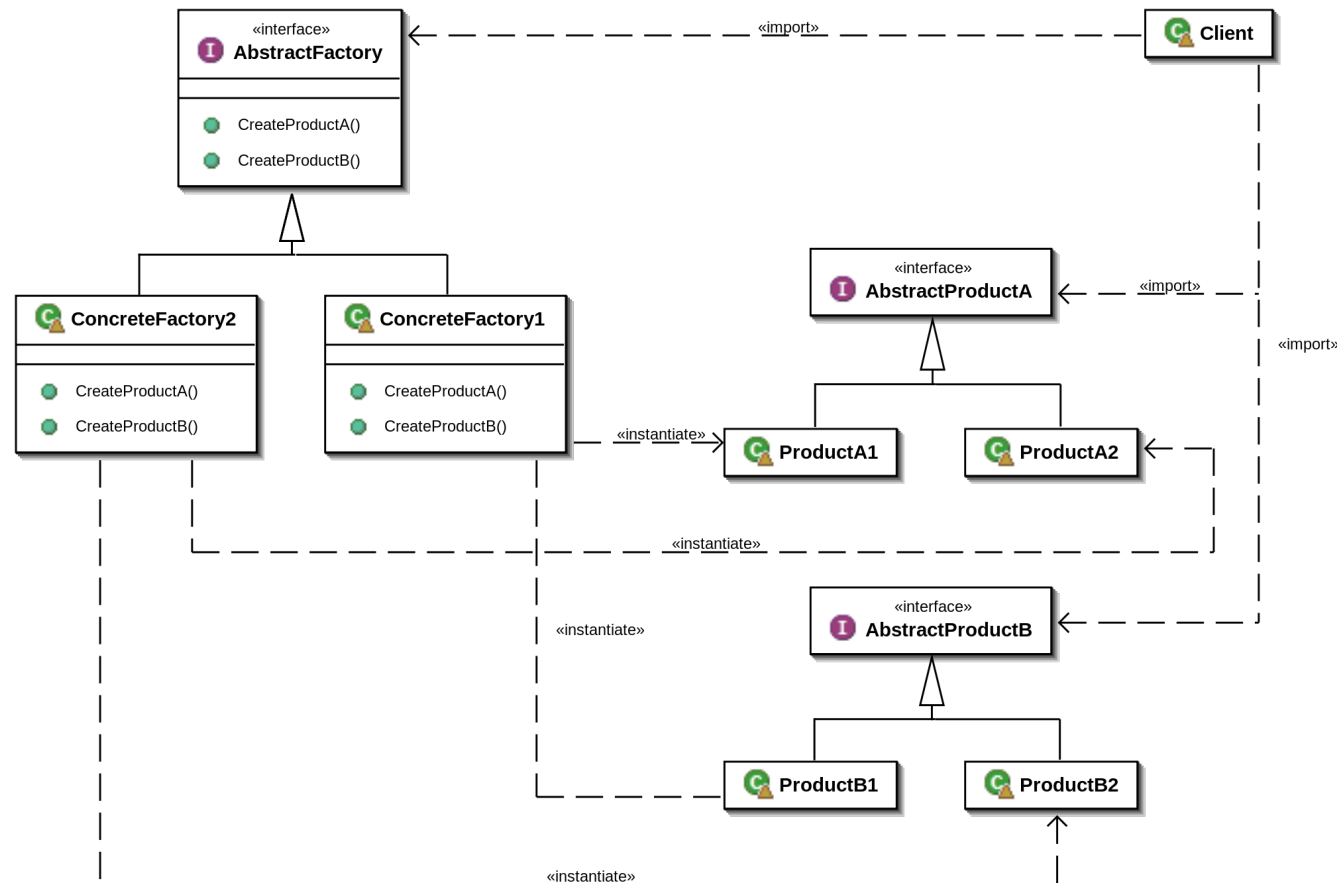 «interface»
AbstractFactory
CreateProductA()
CreateProductB()
«import»
Client
ConcreteFactory2
CreateProductA()
CreateProductB()
ConcreteFactory1
CreateProductA()
CreateProductB()
«interface»
AbstractProductA
«import»
«import»
«instantiate»
ProductA1
ProductA2
«instantiate»
«interface»
AbstractProductB
«instantiate»
ProductB1
ProductB2
«instantiate»